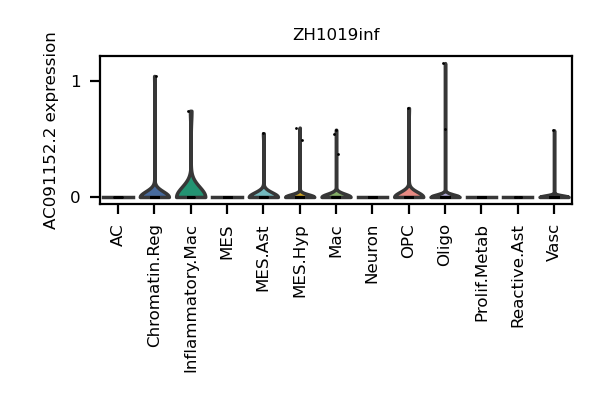 ZH1019inf
AC091152.2 expression
1
0
AC
Chromatin.Reg
Inflammatory.Mac
MES
MES.Ast
MES.Hyp
Mac
Neuron
OPC
Oligo
Prolif.Metab
Reactive.Ast
Vasc